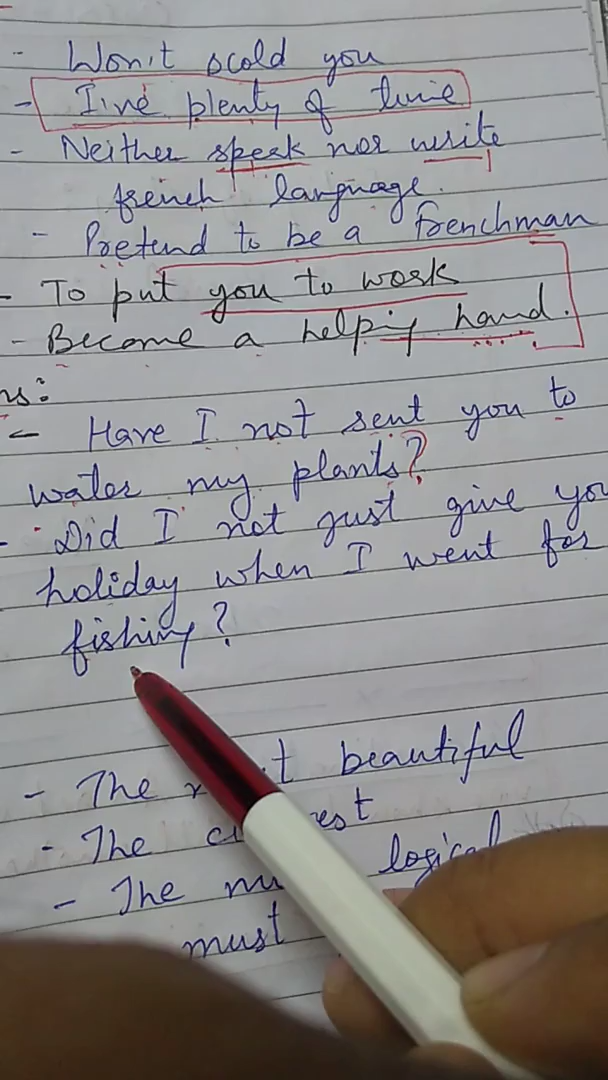 - Won't scold you
- I've plenty of time
- Neither speak nor write
french language.
- Pretend to be a Frenchman
- To put you to work
- Become a helping hand.
ns:
- Have I not sent you to
water my plants?
- Did I not just give you
holiday when I went for
fishing?
- The beautiful
- The
- The logical
must